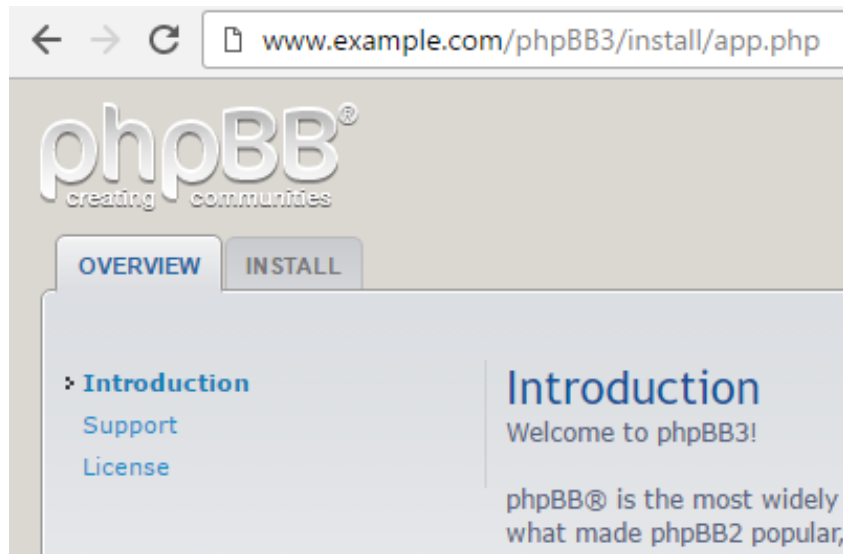 www.example.com/phpBB3/install/app.php
phpBB®
creating communities
OVERVIEW INSTALL
Introduction
Support
License
Introduction
Welcome to phpBB3!
phpBB® is the most widely
what made phpBB2 popular,